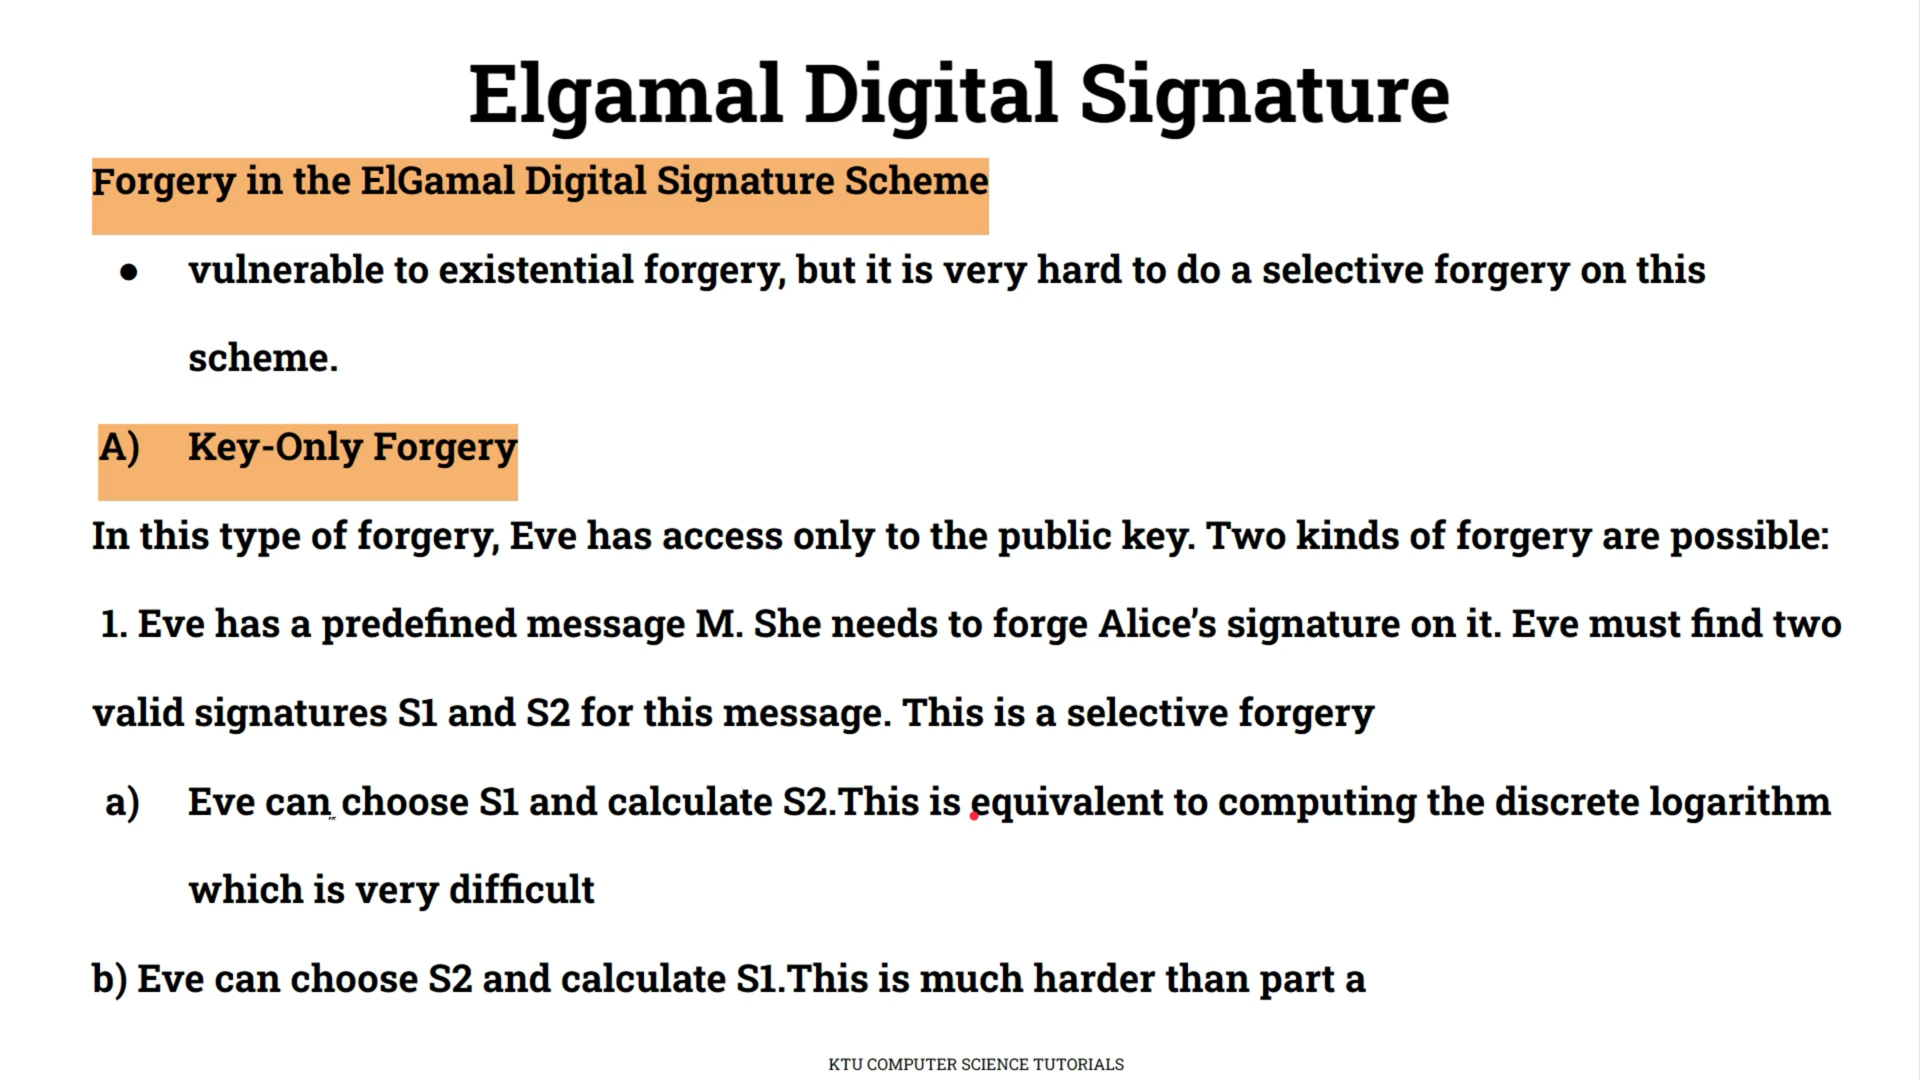 Elgamal Digital Signature
Forgery in the ElGamal Digital Signature Scheme
● vulnerable to existential forgery, but it is very hard to do a selective forgery on this
scheme.
A) Key-Only Forgery
In this type of forgery, Eve has access only to the public key. Two kinds of forgery are possible:
1. Eve has a predefined message M. She needs to forge Alice’s signature on it. Eve must find two
valid signatures S1 and S2 for this message. This is a selective forgery
a) Eve can choose S1 and calculate S2.This is equivalent to computing the discrete logarithm
which is very difficult
b) Eve can choose S2 and calculate S1.This is much harder than part a
KTU COMPUTER SCIENCE TUTORIALS